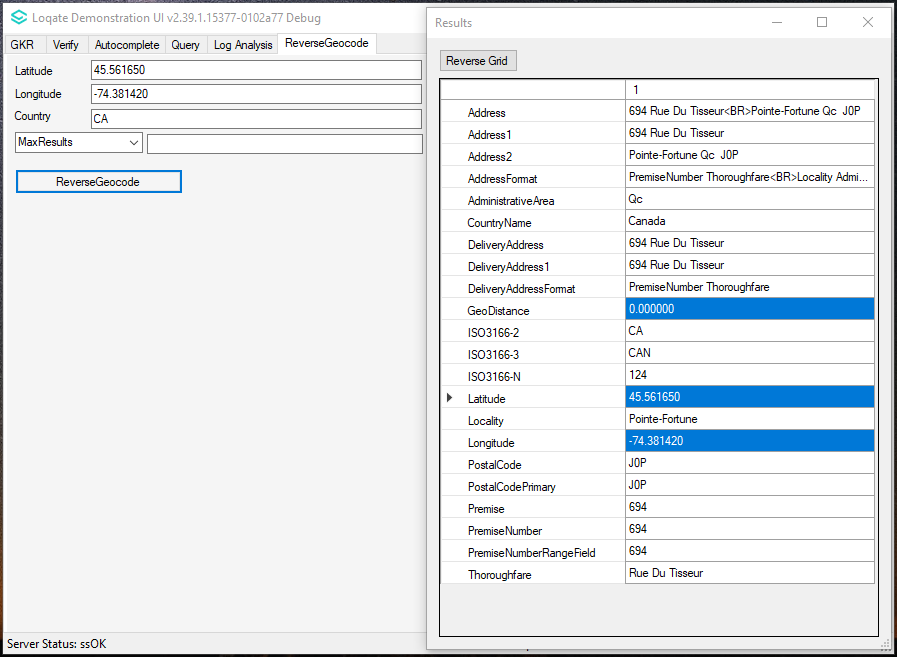 Loqate Demonstration UI v2.39.1.15377-0102a77 Debug
GKR Verify Autocomplete Query Log Analysis ReverseGeocode
Latitude 45.561650
Longitude -74.381420
Country CA
MaxResults
ReverseGeocode
Server Status: ssOK
Results
Reverse Grid
1
Address 694 Rue Du Tisseur<BR>Pointe-Fortune Qc  J0P
Address1 694 Rue Du Tisseur
Address2 Pointe-Fortune Qc  J0P
AddressFormat PremiseNumber Thoroughfare<BR>Locality Admi...
AdministrativeArea Qc
CountryName Canada
DeliveryAddress 694 Rue Du Tisseur
DeliveryAddress1 694 Rue Du Tisseur
DeliveryAddressFormat PremiseNumber Thoroughfare
GeoDistance 0.000000
ISO3166-2 CA
ISO3166-3 CAN
ISO3166-N 124
Latitude 45.561650
Locality Pointe-Fortune
Longitude -74.381420
PostalCode J0P
PostalCodePrimary J0P
Premise 694
PremiseNumber 694
PremiseNumberRangeField 694
Thoroughfare Rue Du Tisseur